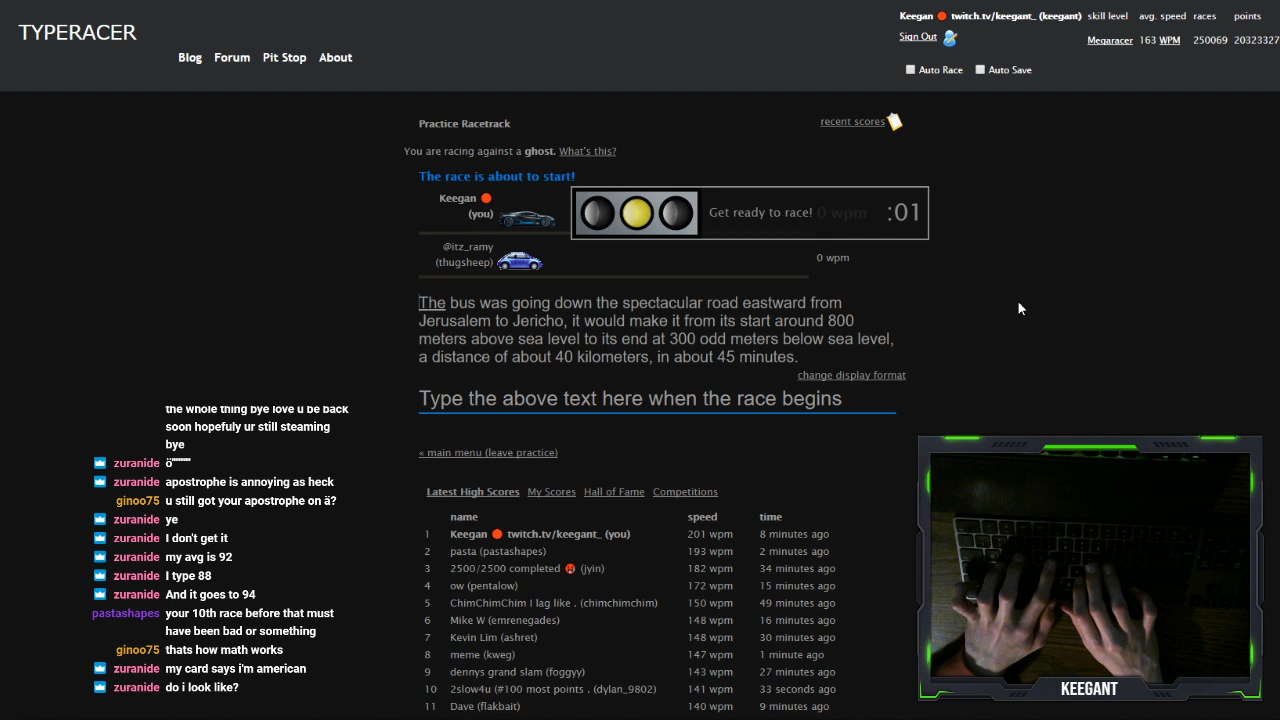 TYPERACER
Blog Forum Pit Stop About
Keegan twitch.tv/keegant_ (keegant) skill level avg. speed races points
Sign Out Megaracer 163 WPM 250069 20323327
Auto Race Auto Save
Practice Racetrack
recent scores
You are racing against a ghost. What's this?
The race is about to start!
Keegan
(you)
Get ready to race! 0 wpm :01
@itz_ramy
(thugsheep)
0 wpm
The bus was going down the spectacular road eastward from
Jerusalem to Jericho, it would make it from its start around 800
meters above sea level to its end at 300 odd meters below sea level,
a distance of about 40 kilometers, in about 45 minutes.
change display format
Type the above text here when the race begins
« main menu (leave practice)
Latest High Scores My Scores Hall of Fame Competitions
name speed time
1 Keegan twitch.tv/keegant_ (you) 201 wpm 8 minutes ago
2 pasta (pastashapes) 193 wpm 2 minutes ago
3 2500/2500 completed (jyin) 182 wpm 34 minutes ago
4 ow (pentalow) 172 wpm 15 minutes ago
5 ChimChimChim I lag like . (chimchimchim) 150 wpm 49 minutes ago
6 Mike W (emrenegades) 148 wpm 16 minutes ago
7 Kevin Lim (ashret) 148 wpm 30 minutes ago
8 meme (kweg) 147 wpm 1 minute ago
9 dennys grand slam (foggyy) 143 wpm 27 minutes ago
10 2slow4u (#100 most points . (dylan_9802) 141 wpm 33 seconds ago
11 Dave (flakbait) 140 wpm 9 minutes ago
the whole thing bye love u be back
soon hopefuly ur still steaming
bye
zuranide ö""""
zuranide apostrophe is annoying as heck
ginoo75 u still got your apostrophe on ä?
zuranide ye
zuranide I don't get it
zuranide my avg is 92
zuranide I type 88
zuranide And it goes to 94
pastashapes your 10th race before that must
have been bad or something
ginoo75 thats how math works
zuranide my card says i'm american
zuranide do i look like?
KEEGANT